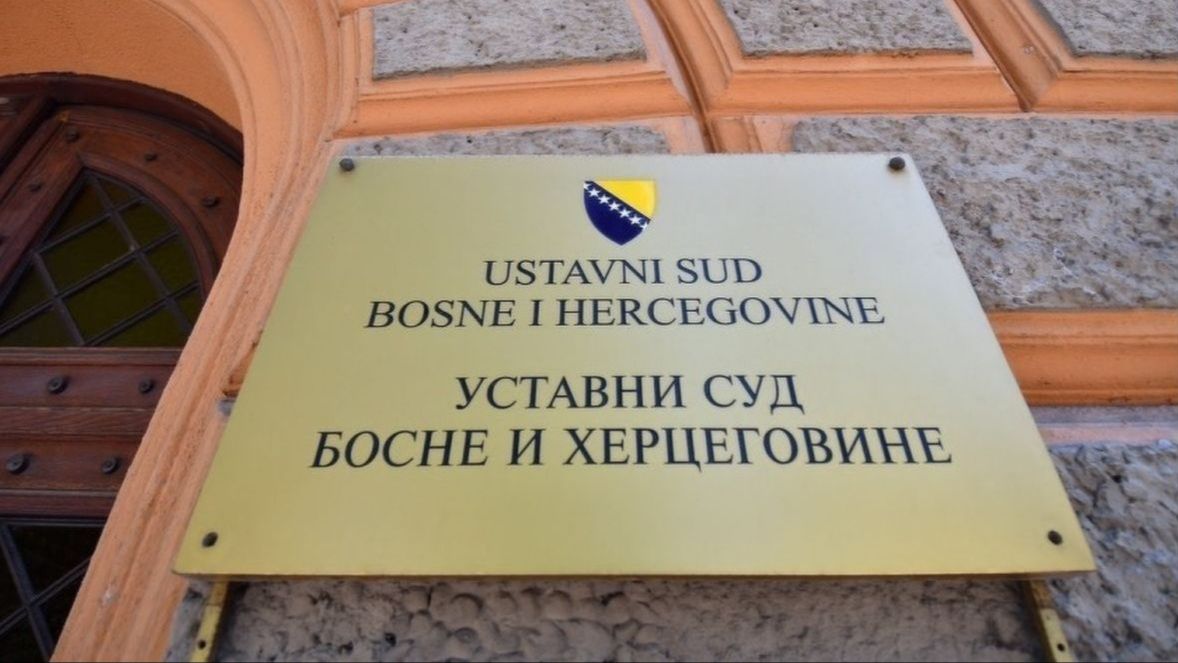 USTAVNI SUD
BOSNE I HERCEGOVINE
УСТАВНИ СУД
БОСНЕ И ХЕРЦЕГОВИНЕ